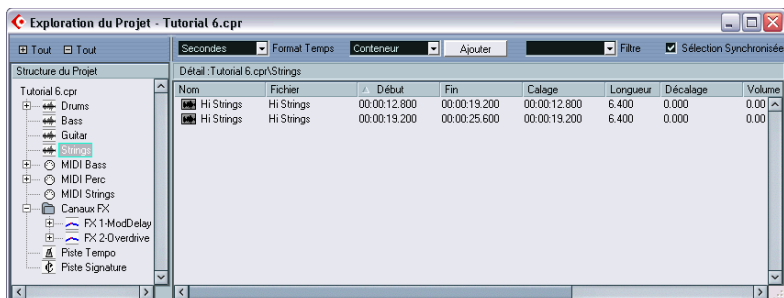 Exploration du Projet - Tutorial 6.cpr
Tout Tout Secondes Format Temps Conteneur Ajouter Filtre Sélection Synchronisée
Structure du Projet
Détail :Tutorial 6.cpr\Strings
Tutorial 6.cpr
Drums
Bass
Guitar
Strings
MIDI Bass
MIDI Perc
MIDI Strings
Canaux FX
FX 1-ModDelay
FX 2-Overdrive
Piste Tempo
Piste Signature
Nom Fichier Début Fin Calage Longueur Décalage Volume
Hi Strings Hi Strings 00:00:12.800 00:00:19.200 00:00:12.800 6.400 0.000 0.00
Hi Strings Hi Strings 00:00:19.200 00:00:25.600 00:00:19.200 6.400 0.000 0.00